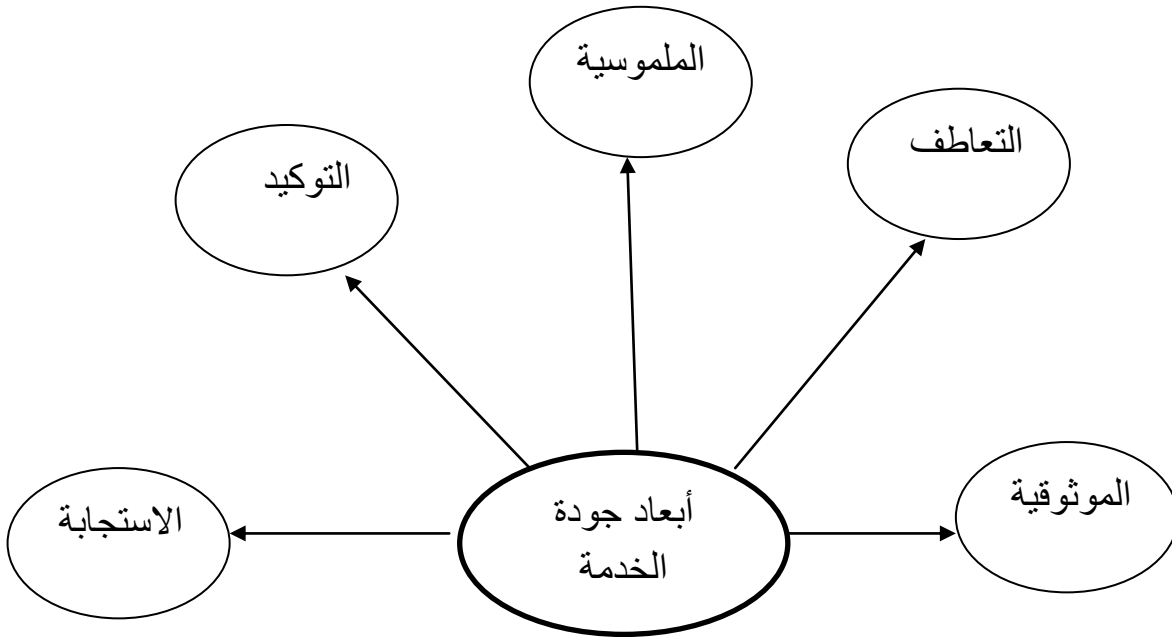 الملموسية
التعاطف
التوكيد
الموثوقية
الاستجابة
أبعاد جودة
الخدمة